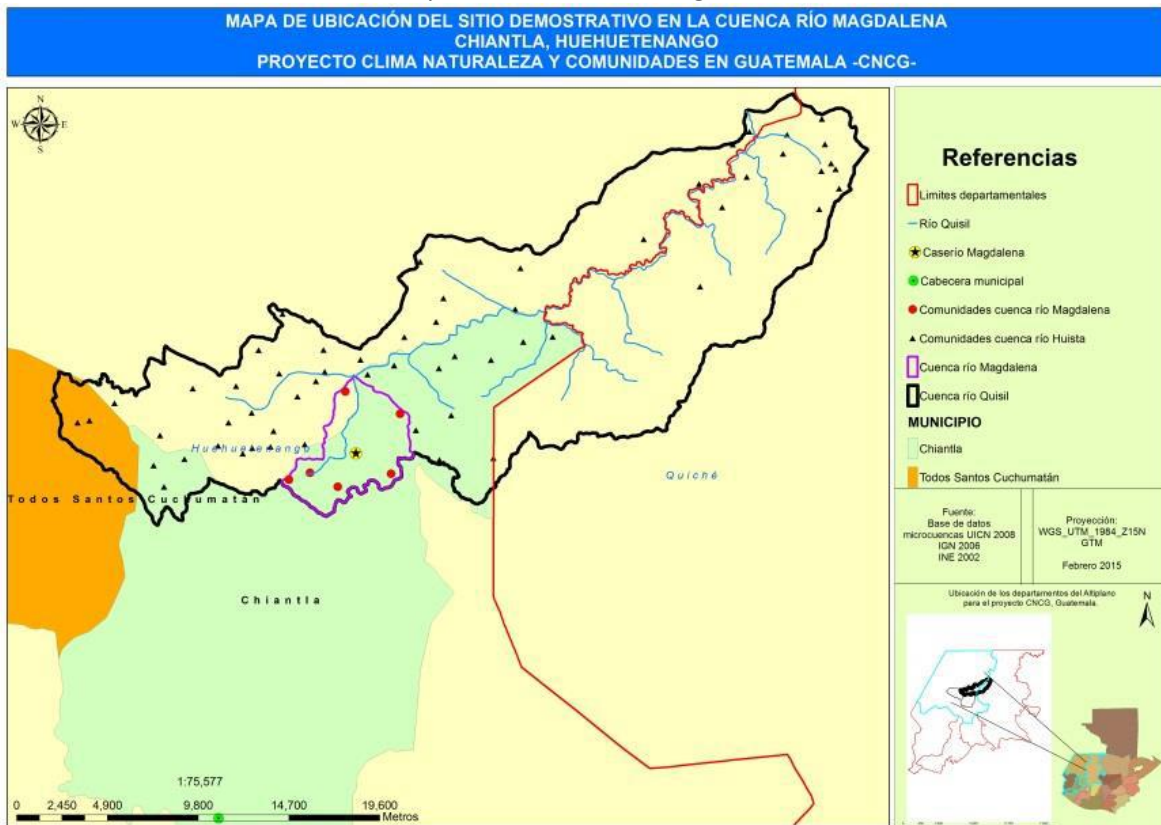 MAPA DE UBICACIÓN DEL SITIO DEMOSTRATIVO EN LA CUENCA RÍO MAGDALENA
CHIANTLA, HUEHUETENANGO
PROYECTO CLIMA NATURALEZA Y COMUNIDADES EN GUATEMALA -CNCG-
N
W E
S
Huehuetenango
Todos Santos Cuchumatán
Quiché
Chiantla
1:75,577
0 2,450 4,900 9,800 14,700 19,600
Metros
Referencias
Limites departamentales
Río Quisil
Caserío Magdalena
Cabecera municipal
Comunidades cuenca río Magdalena
Comunidades cuenca río Huista
Cuenca río Magdalena
Cuenca río Quisil
MUNICIPIO
Chiantla
Todos Santos Cuchumatán
Fuente:
Base de datos
microcuencas UICN 2008
IGN 2006
INE 2002
Proyección:
WGS_UTM_1984_Z15N
GTM
Febrero 2015
Ubicación de los departamentos del Altiplano
para el proyecto CNCG, Guatemala.
N